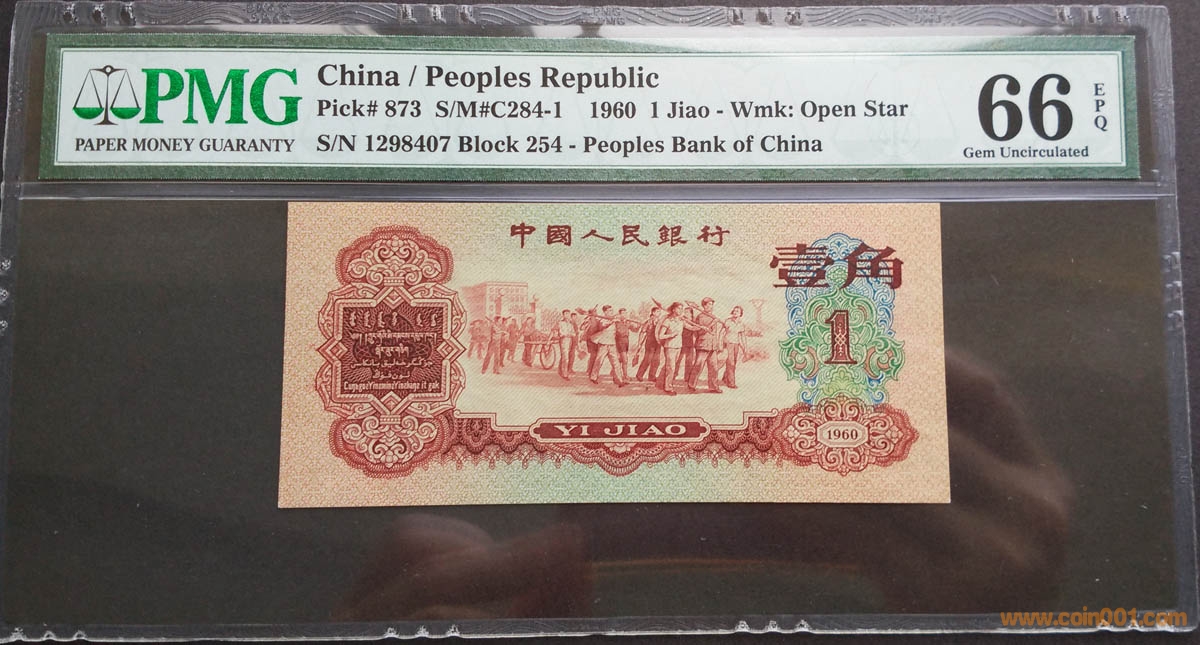 PMG
PAPER MONEY GUARANTY
China / Peoples Republic
Pick# 873 S/M#C284-1 1960 1 Jiao - Wmk: Open Star
S/N 1298407 Block 254 - Peoples Bank of China
66
EPQ
Gem Uncirculated
中國人民銀行
壹角
1
YI JIAO
1960
www.coin001.com